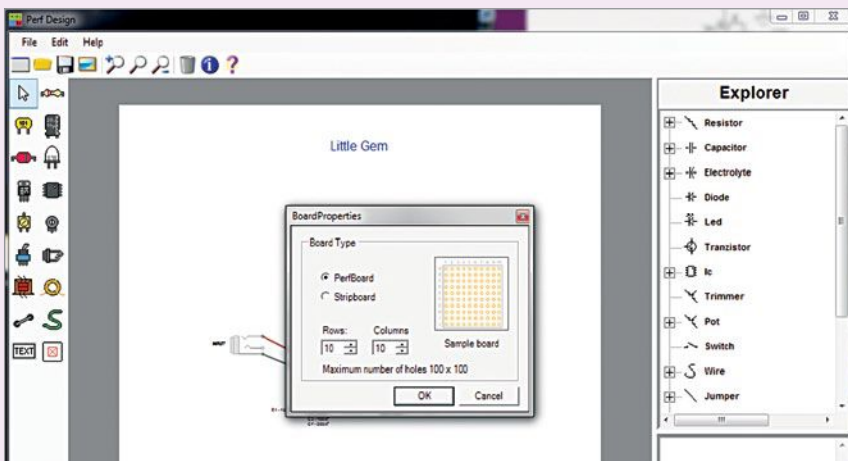 Perf Design
File Edit Help
Explorer
Resistor
Capacitor
Electrolyte
Diode
Led
Tranzistor
Ic
Trimmer
Pot
Switch
Wire
Jumper
TEXT
Little Gem
BoardProperties
Board Type
PerfBoard
Stripboard
Rows: Columns
10 10
Sample board
Maximum number of holes 100 x 100
OK Cancel
INPUT